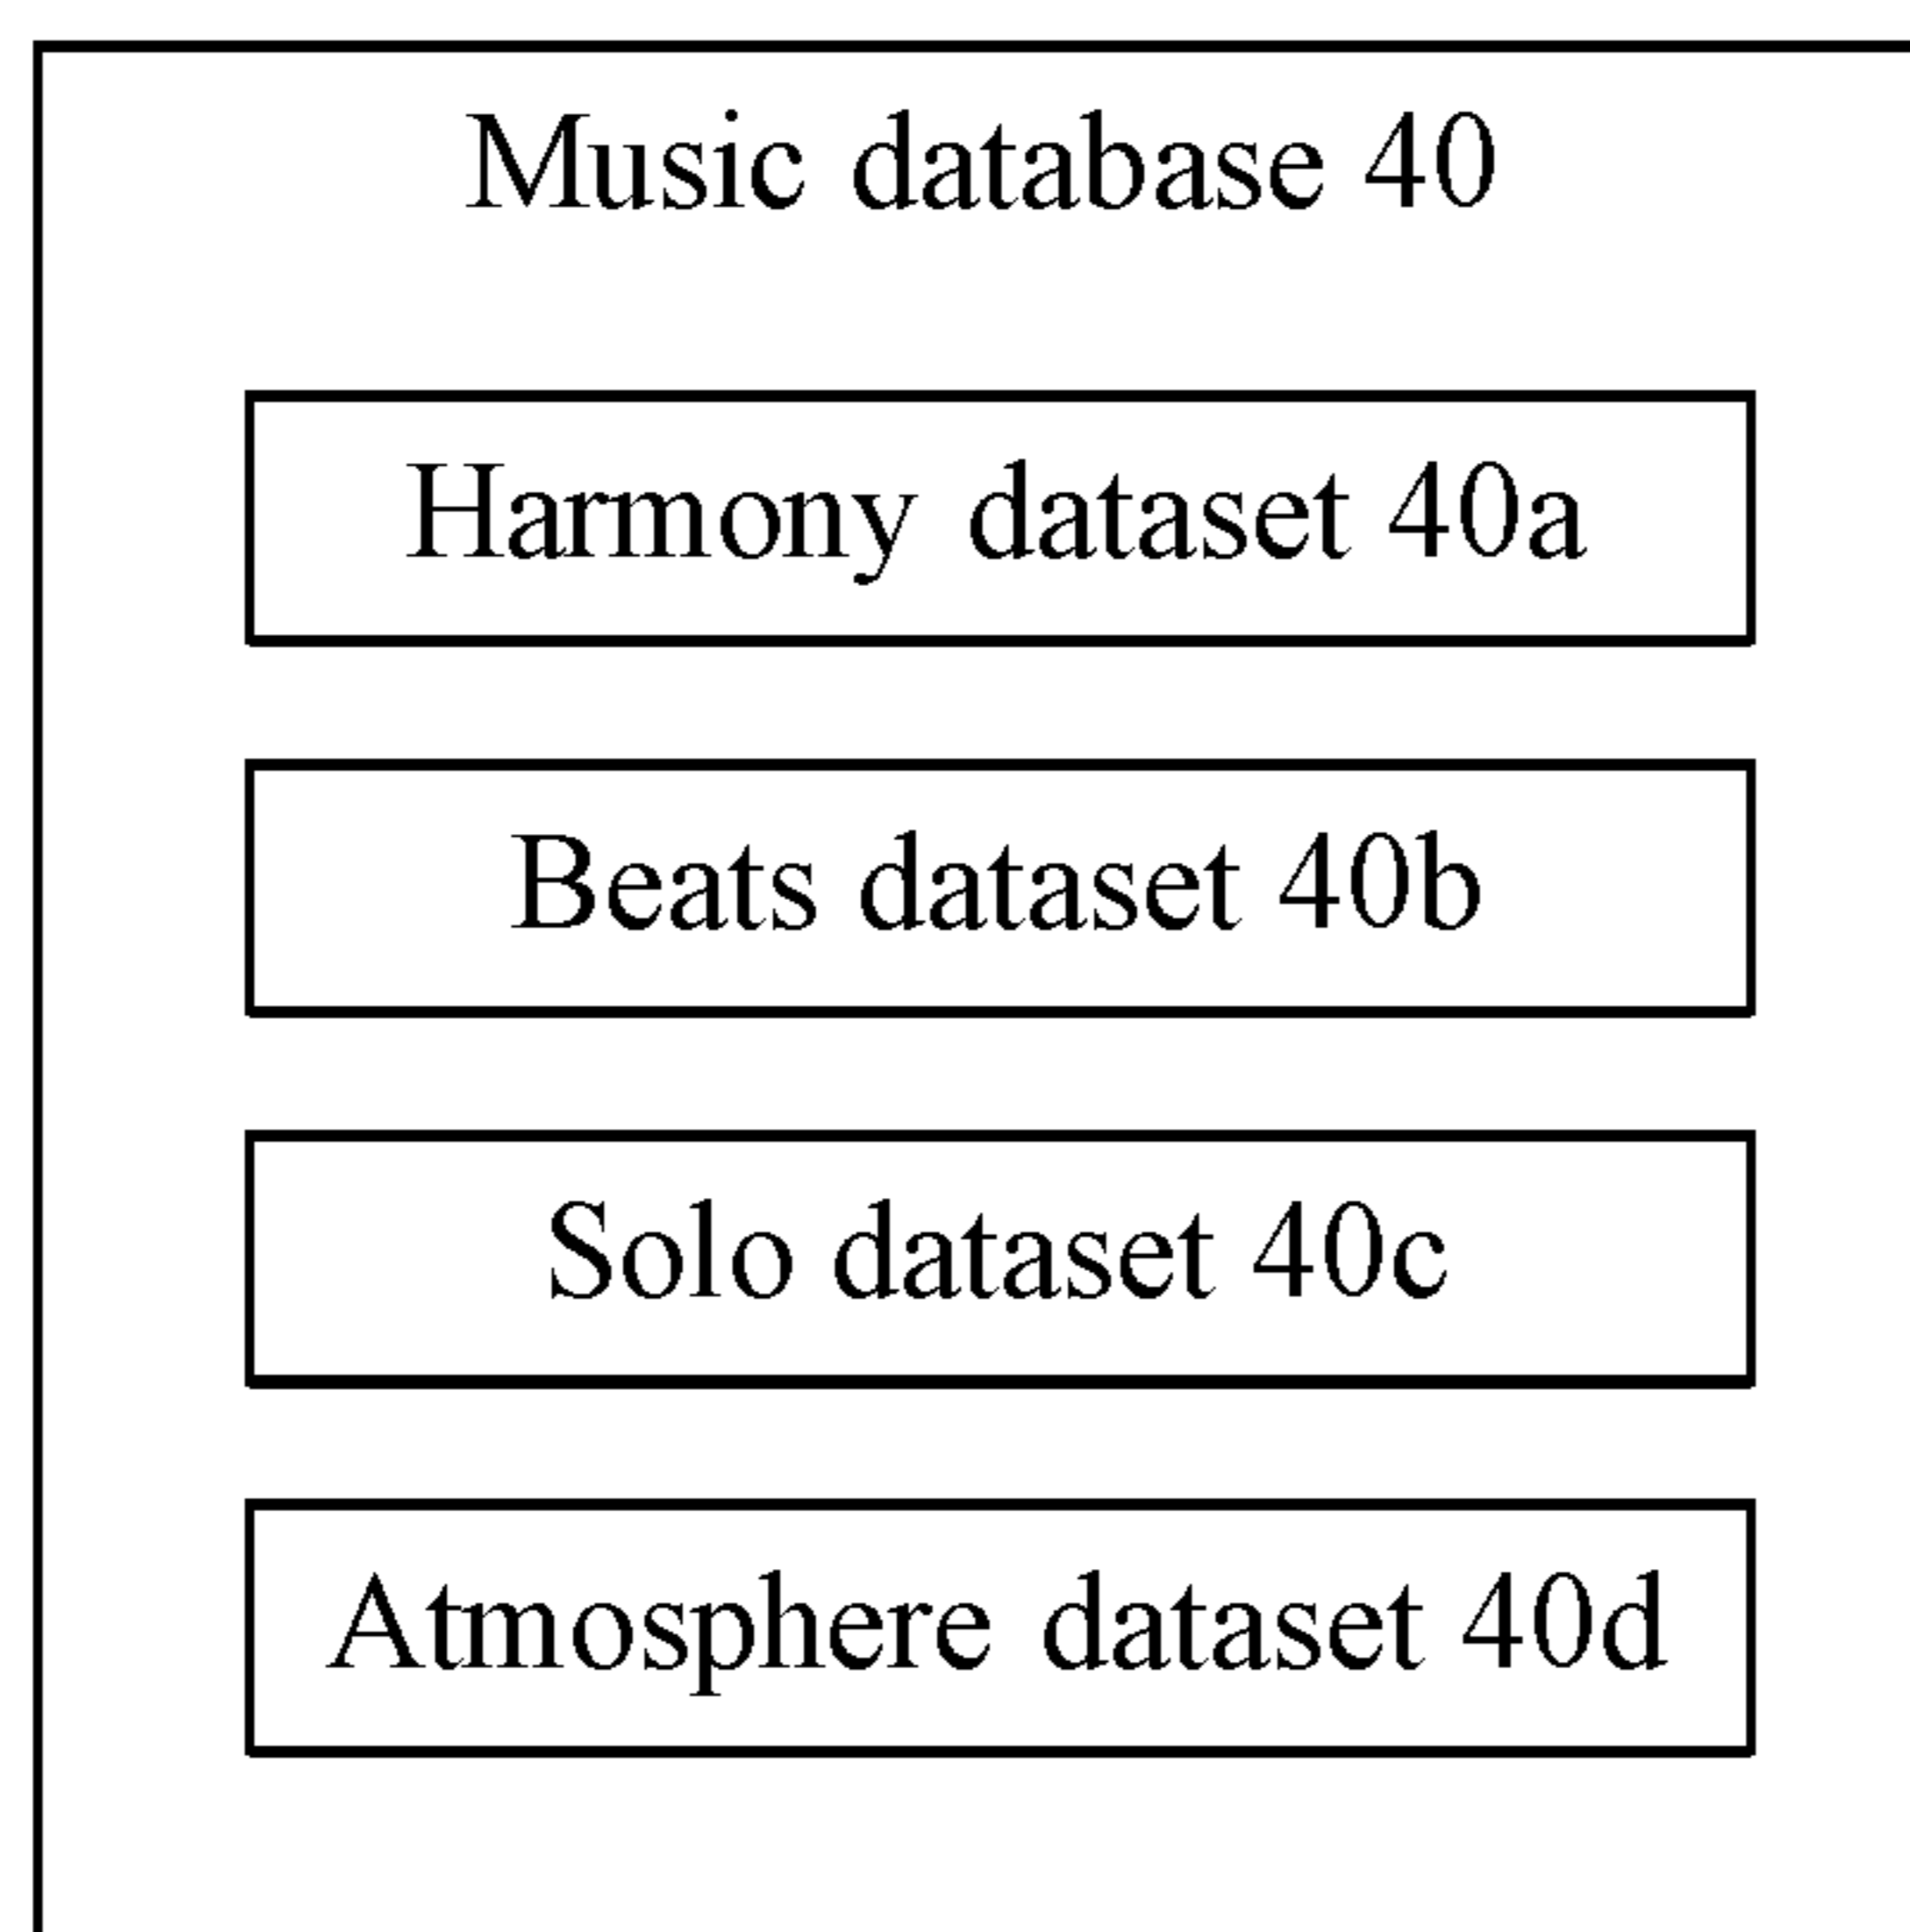 Music database 40
Harmony dataset 40a
Beats dataset 40b
Solo dataset 40c
Atmosphere dataset 40d